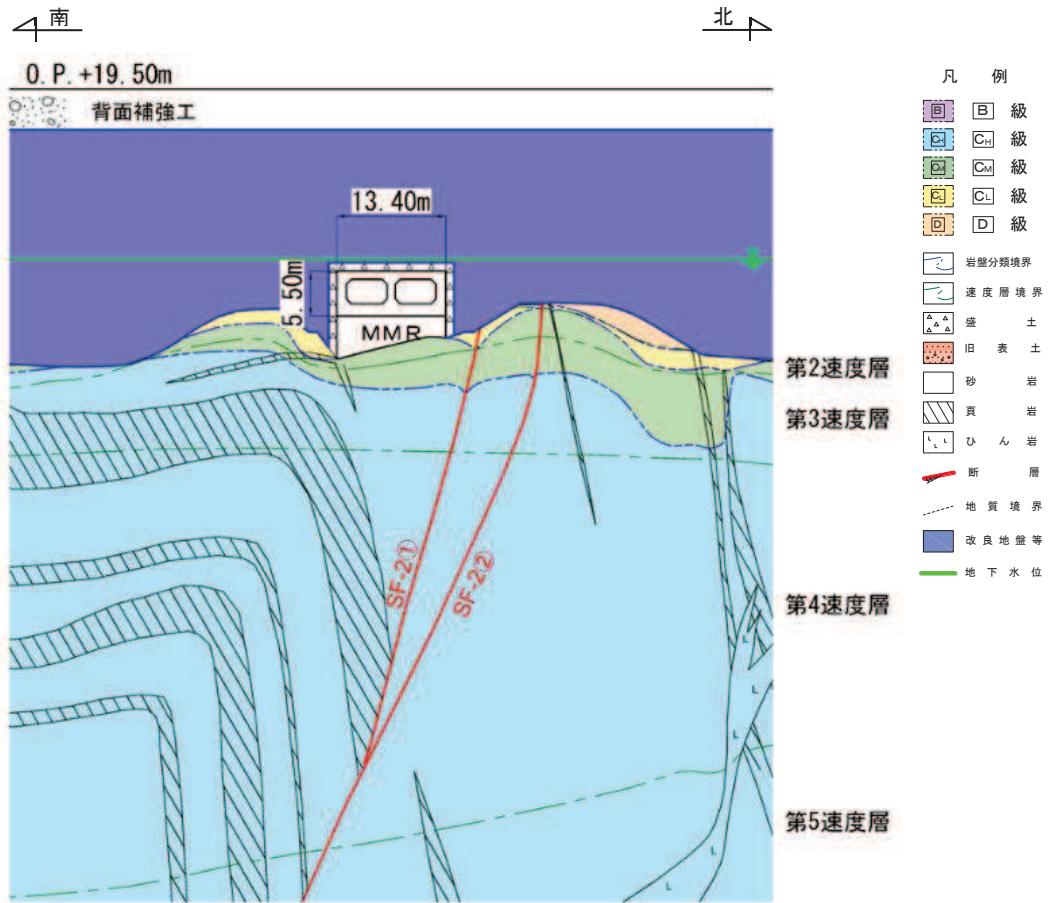 南
北
O.P.+19.50m
背面補強工
13.40m
5.50m
MMR
SF-2①
SF-2②
L
L
L
L
L
第2速度層
第3速度層
第4速度層
第5速度層
凡 例
B B 級
CH CH 級
CM CM 級
CL CL 級
D D 級
岩盤分類境界
速度層境界
盛 土
旧 表 土
砂 岩
頁 岩
L L L ひ ん 岩
断 層
地 質 境 界
改 良 地 盤 等
地 下 水 位